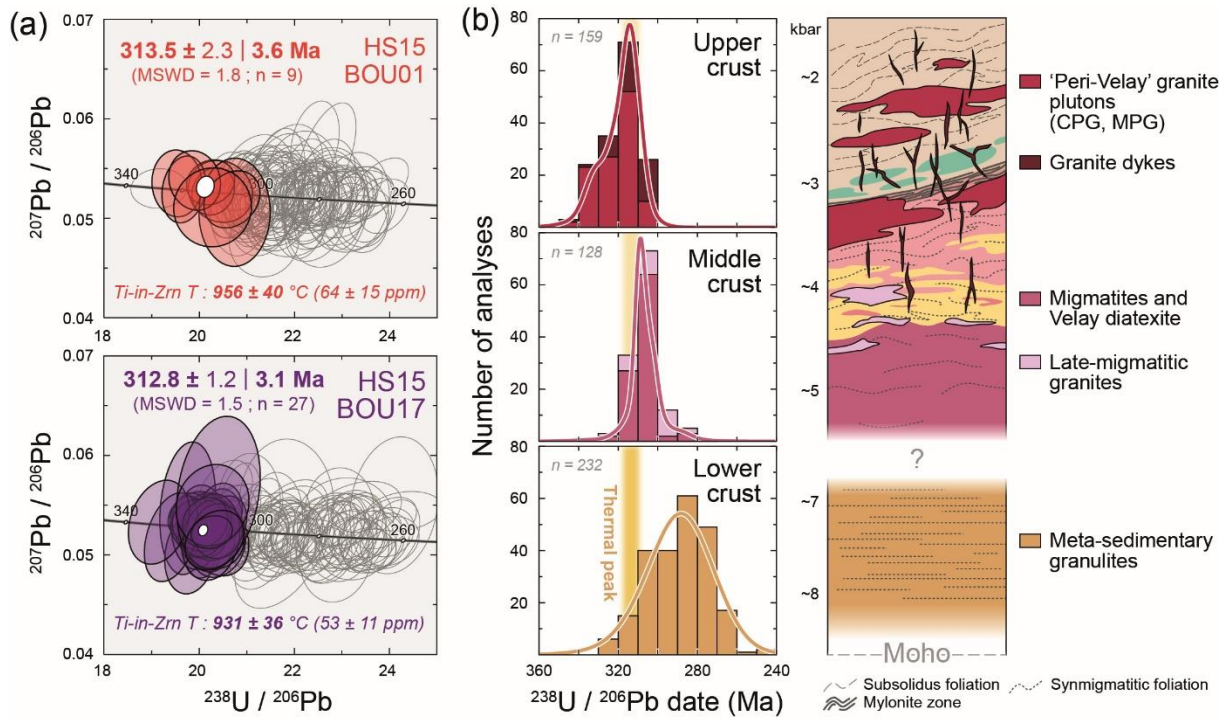 (a)
313.5 ± 2.3 | 3.6 Ma
(MSWD = 1.8 ; n = 9)
HS15
BOU01
0.07
0.06
0.05
0.04
207Pb / 206Pb
340
300
260
Ti-in-Zrn T : 956 ± 40 °C (64 ± 15 ppm)
312.8 ± 1.2 | 3.1 Ma
(MSWD = 1.5 ; n = 27)
HS15
BOU17
0.07
0.06
0.05
0.04
207Pb / 206Pb
340
300
260
Ti-in-Zrn T : 931 ± 36 °C (53 ± 11 ppm)
18 20 22 24
238U / 206Pb
(b)
Number of analyses
80
60
40
20
n = 159
Upper
crust
80
60
40
20
n = 128
Middle
crust
80
60
40
20
n = 232
Lower
crust
Thermal peak
360 320 280 240
238U / 206Pb date (Ma)
kbar
~2
~3
~4
~5
?
~7
~8
Moho
'Peri-Velay' granite
plutons
(CPG, MPG)
Granite dykes
Migmatites and
Velay diatexite
Late-migmatitic
granites
Meta-sedimentary
granulites
Subsolidus foliation
Synmigmatitic foliation
Mylonite zone